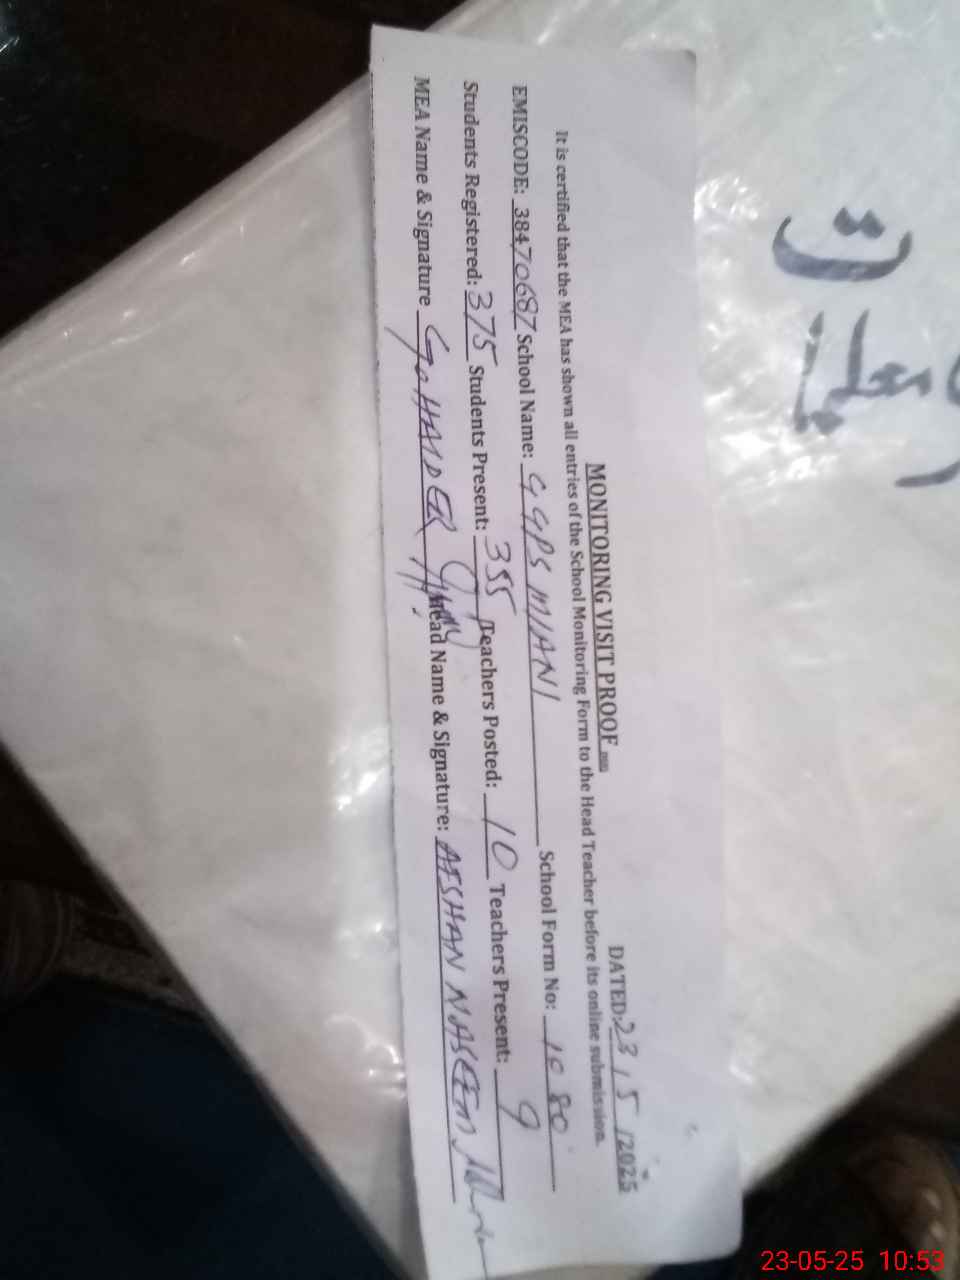 MONITORING VISIT PROOF
DATED: 23/5/2025
It is certified that the MEA has shown all entries of the School Monitoring Form to the Head Teacher before its online submission.
EMISCODE: 38470687 School Name: GGPS MIANI School Form No: 1080
Students Registered: 375 Students Present: 355 Teachers Posted: 10 Teachers Present: 9
MEA Name & Signature G. HAIDER Head Name & Signature: AFSHAN NASEEM
23-05-25 10:53